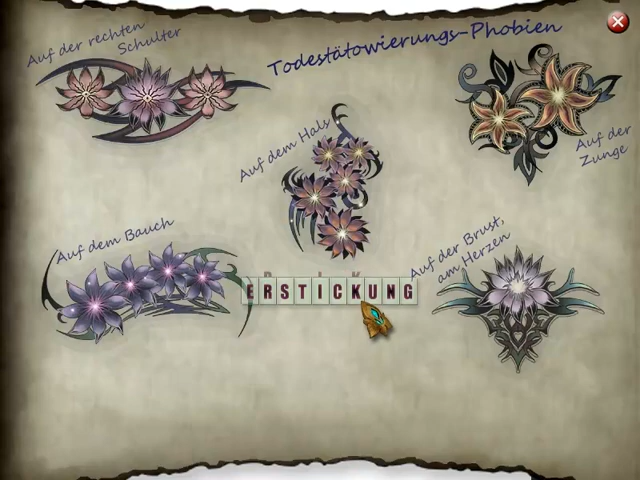 Auf der rechten
Schulter
Todestätowierungs-Phobien
Auf dem Hals
Auf der
Zunge
Auf dem Bauch
Auf der Brust,
am Herzen
ERSTICKUNG